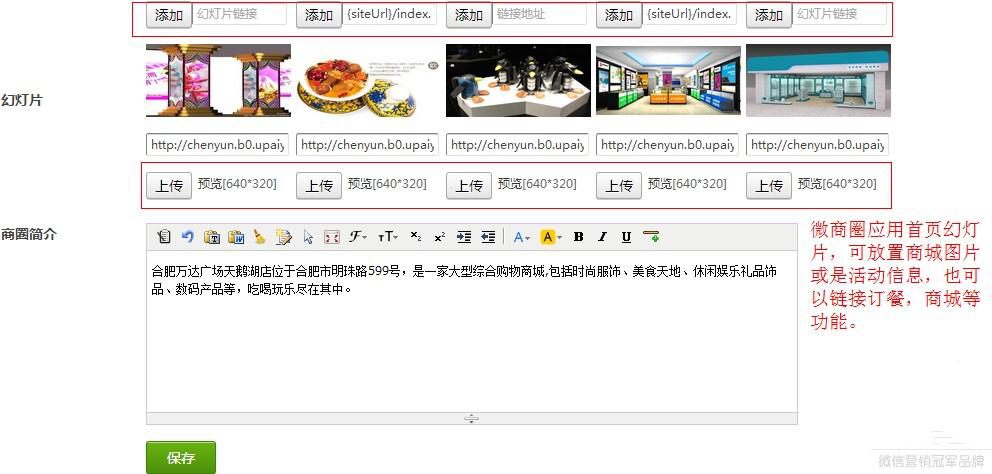 添加 幻灯片链接 添加 {siteUrl}/index. 添加 链接地址 添加 {siteUrl}/index. 添加 幻灯片链接
幻灯片
http://chenyun.b0.upaiy http://chenyun.b0.upaiy http://chenyun.b0.upaiy http://chenyun.b0.upaiy http://chenyun.b0.upaiy
上传 预览[640*320] 上传 预览[640*320] 上传 预览[640*320] 上传 预览[640*320] 上传 预览[640*320]
商圈简介
合肥万达广场天鹅湖店位于合肥市明珠路599号，是一家大型综合购物商城,包括时尚服饰、美食天地、休闲娱乐礼品饰
品、数码产品等，吃喝玩乐尽在其中。
微商圈应用首页幻灯
片，可放置商城图片
或是活动信息，也可
以链接订餐，商城等
功能。
保存
微信营销冠军品牌